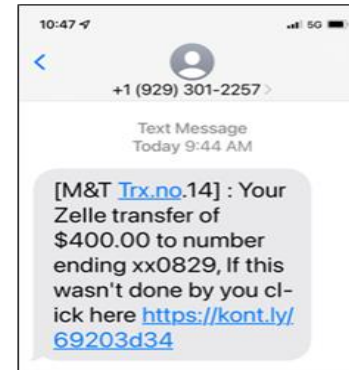 10:47
5G
+1 (929) 301-2257 >
Text Message
Today 9:44 AM
[M&T Trx.no.14] : Your
Zelle transfer of
$400.00 to number
ending xx0829, If this
wasn't done by you cl-
ick here https://kont.ly/
69203d34